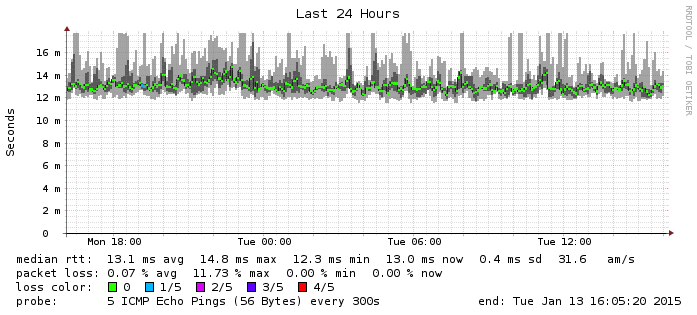 Last 24 Hours
RRDTOOL / TOBI OETIKER
Seconds
16 m
14 m
12 m
10 m
8 m
6 m
4 m
2 m
0
Mon 18:00 Tue 00:00 Tue 06:00 Tue 12:00
median rtt: 13.1 ms avg 14.8 ms max 12.3 ms min 13.0 ms now 0.4 ms sd 31.6 am/s
packet loss: 0.07 % avg 11.73 % max 0.00 % min 0.00 % now
loss color: 0 1/5 2/5 3/5 4/5
probe: 5 ICMP Echo Pings (56 Bytes) every 300s end: Tue Jan 13 16:05:20 2015